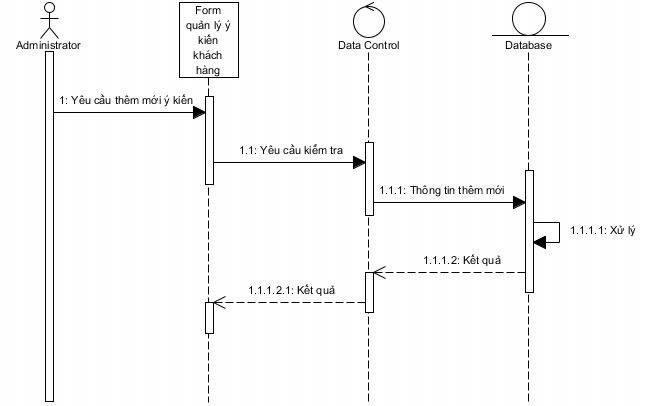 Form
quản lý ý
kiến
khách
hàng
Administrator
Data Control
Database
1: Yêu cầu thêm mới ý kiến
1.1: Yêu cầu kiểm tra
1.1.1: Thông tin thêm mới
1.1.1.1: Xử lý
1.1.1.2: Kết quả
1.1.1.2.1: Kết quả